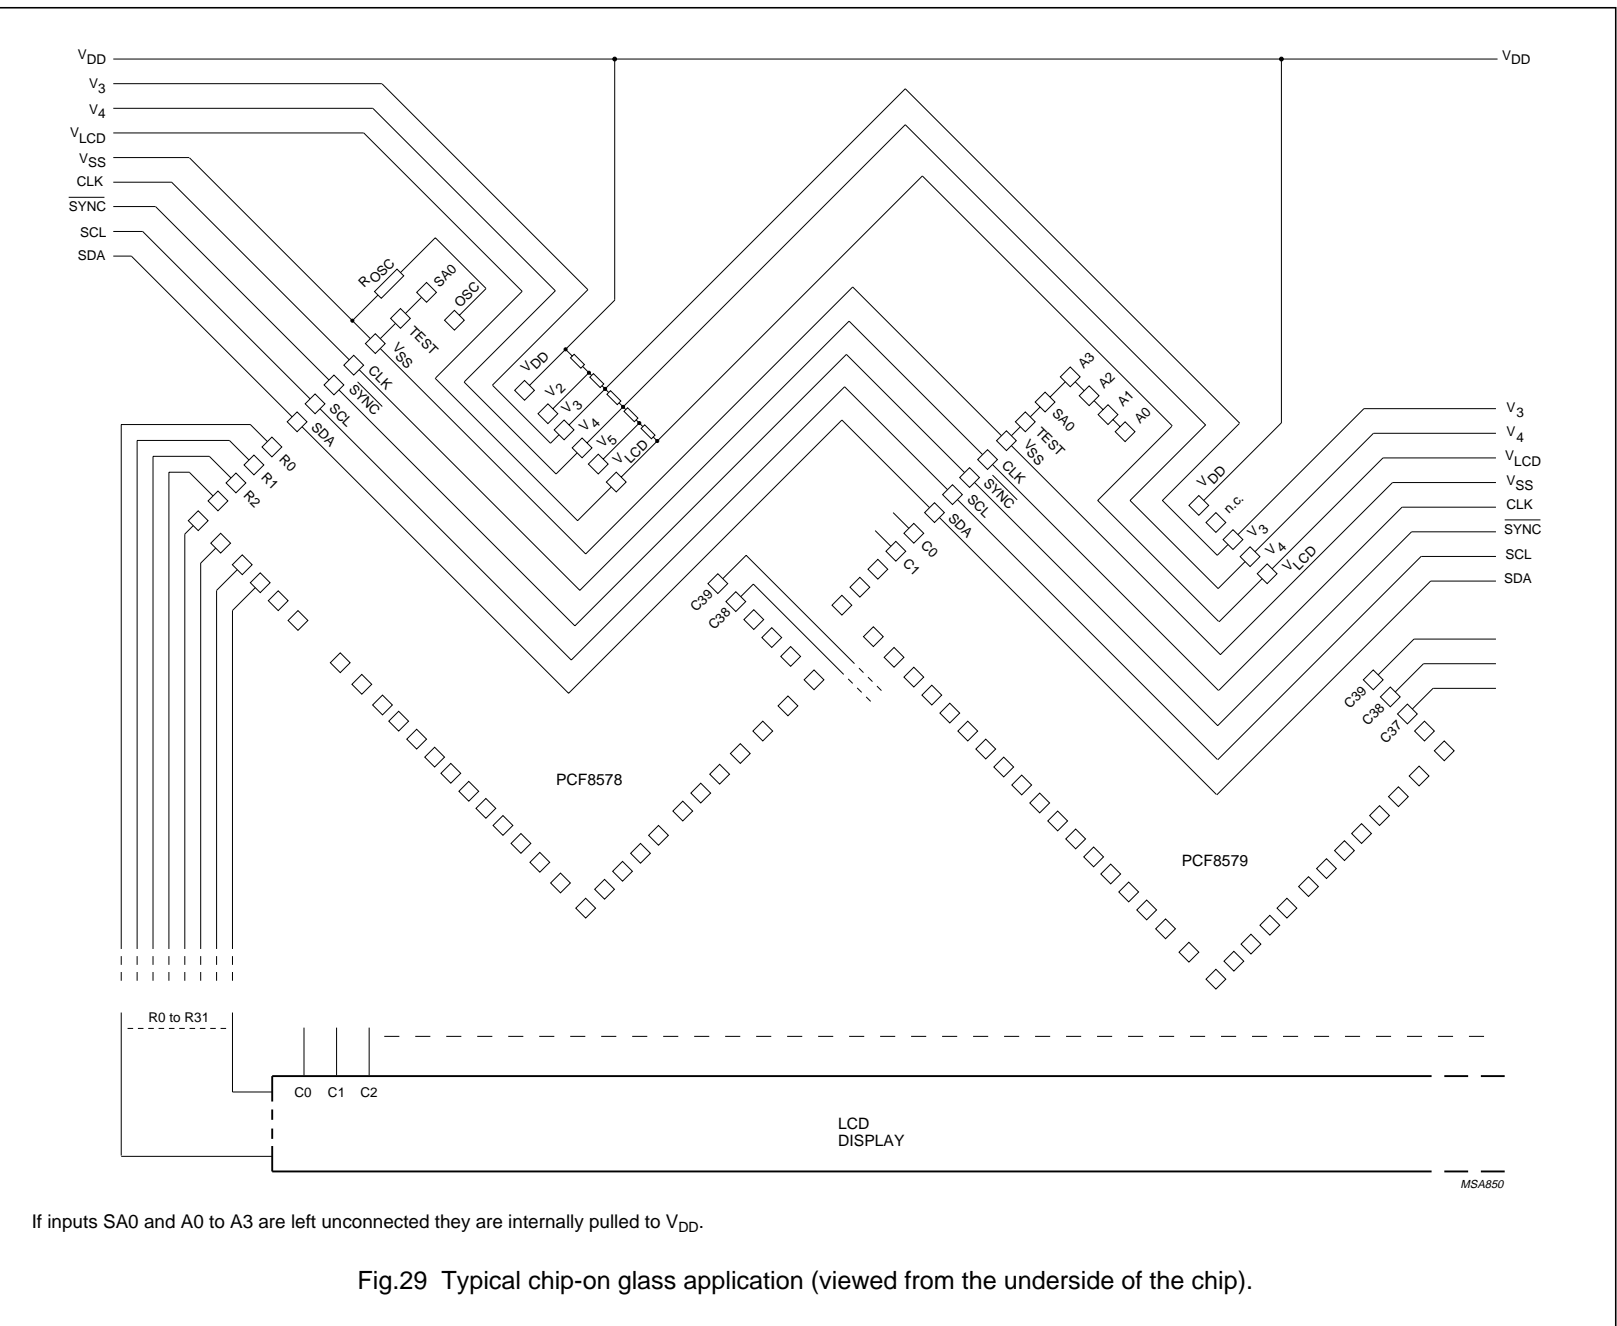 VDD
VDD
V3
V4
VLCD
VSS
CLK
SYNC
SCL
SDA
ROSC
SA0
OSC
TEST
VSS
CLK
SYNC
SCL
SDA
R0
R1
R2
VDD
V2
V3
V4
V5
VLCD
A3
A2
A1
A0
SA0
TEST
VSS
CLK
SYNC
SCL
SDA
C0
C1
VDD
n.c.
V3
V4
VLCD
V3
V4
VLCD
VSS
CLK
SYNC
SCL
SDA
C39
C38
C39
C38
C37
PCF8578
PCF8579
R0 to R31
C0 C1 C2
LCD
DISPLAY
MSA850
If inputs SA0 and A0 to A3 are left unconnected they are internally pulled to VDD.
Fig.29 Typical chip-on glass application (viewed from the underside of the chip).